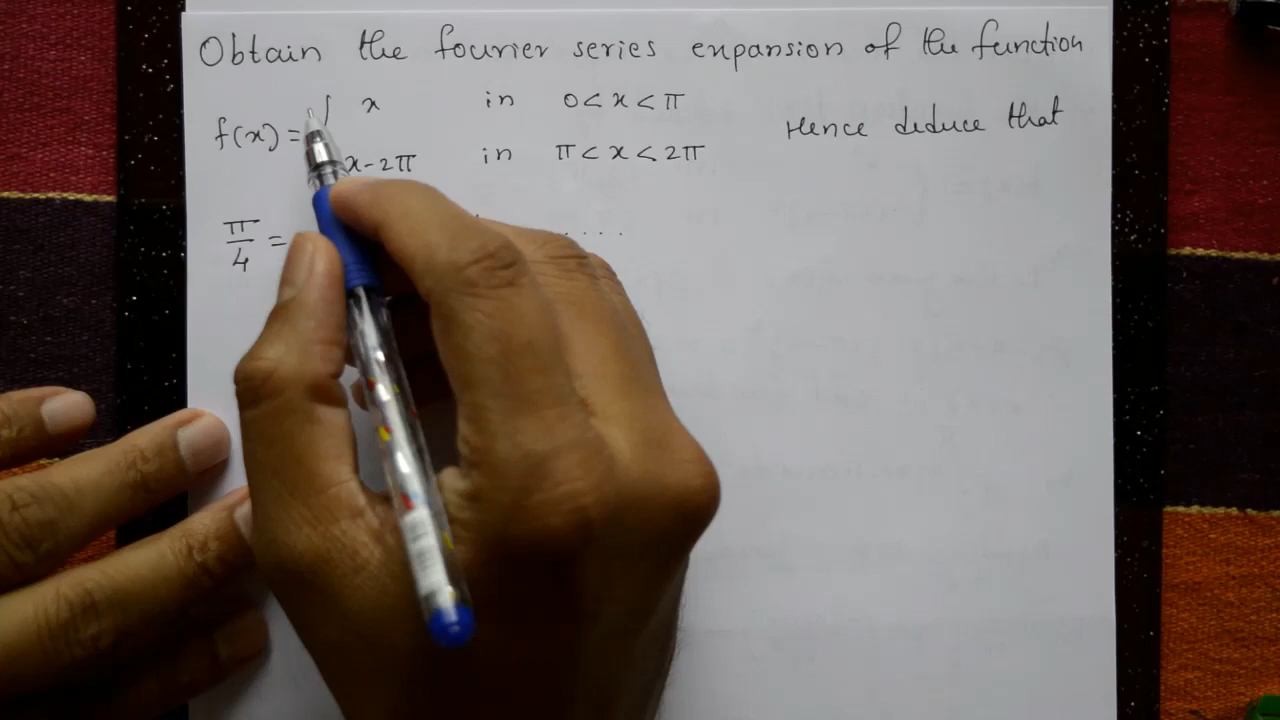 Obtain the fourier series expansion of the function
f(x) = { x in 0 < x < π
x - 2π in π < x < 2π Hence deduce that
π/4 = .....